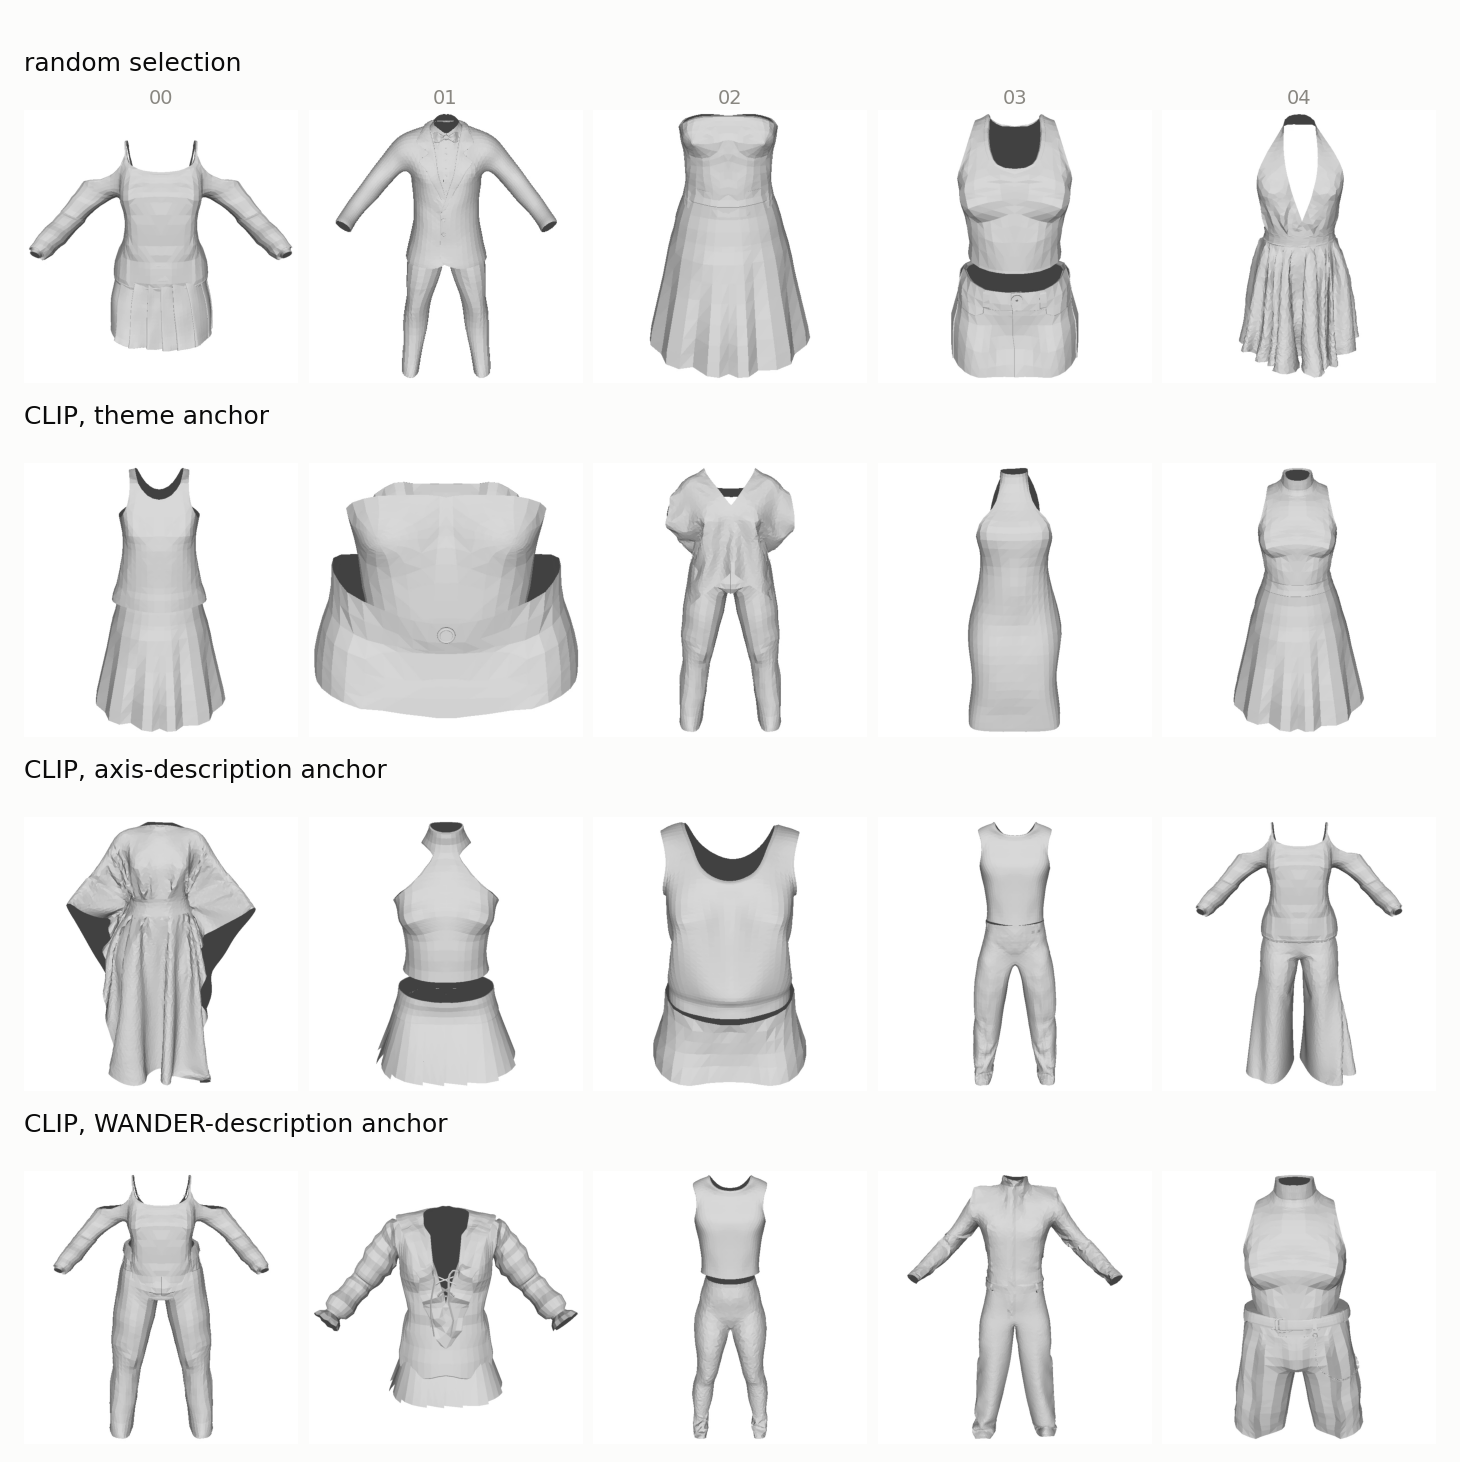 random selection
00 01 02 03 04
CLIP, theme anchor
CLIP, axis-description anchor
CLIP, WANDER-description anchor